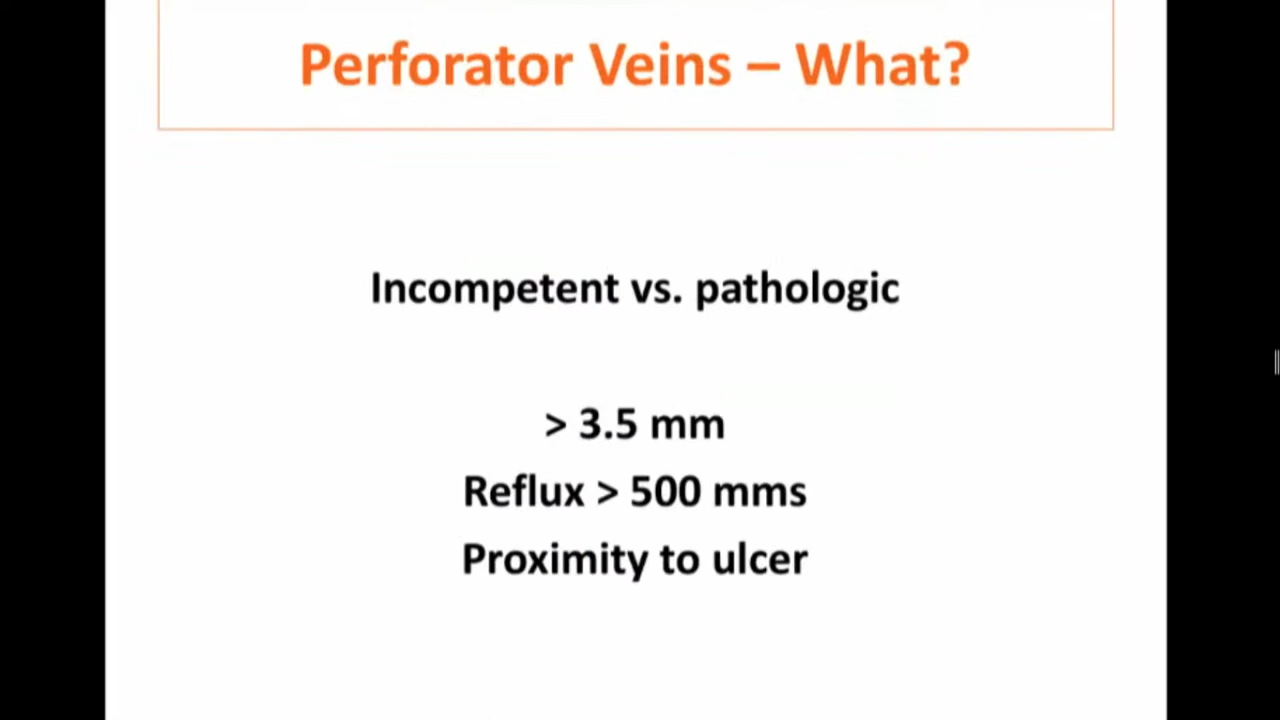 Perforator Veins – What?
Incompetent vs. pathologic
> 3.5 mm
Reflux > 500 mms
Proximity to ulcer